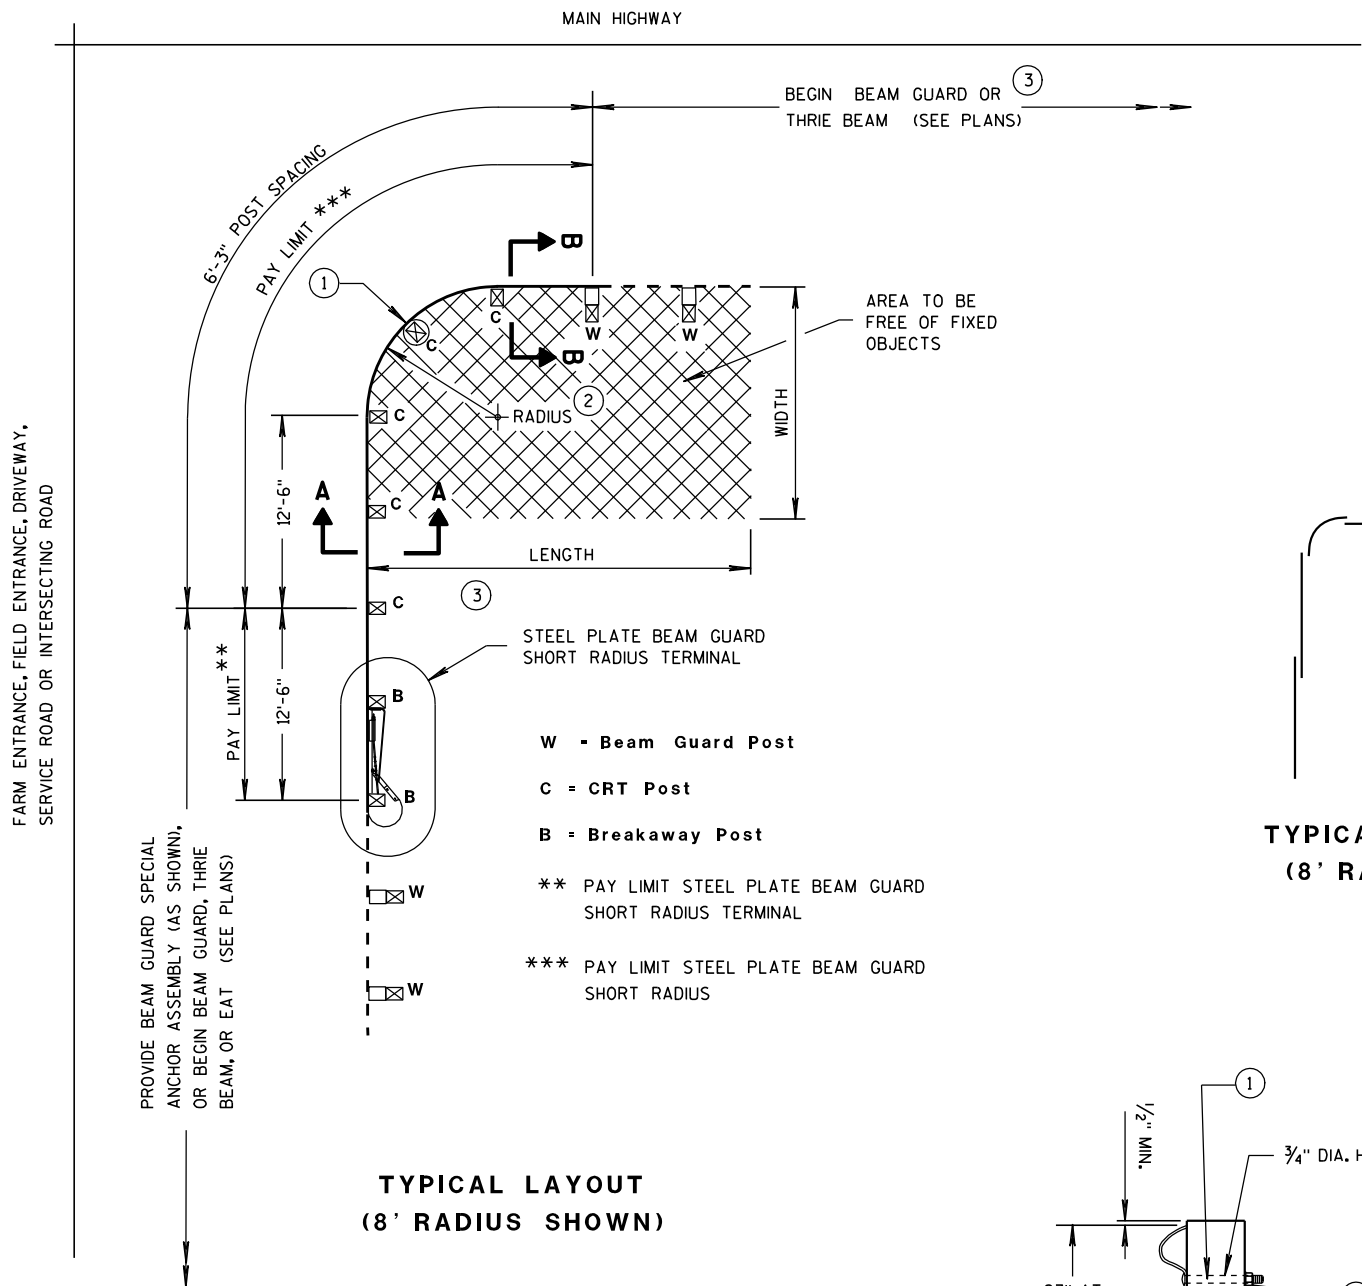 MAIN HIGHWAY
BEGIN BEAM GUARD OR
THRIE BEAM (SEE PLANS)
3
6'-3" POST SPACING
PAY LIMIT ***
B
1
C
C
W
W
B
AREA TO BE
FREE OF FIXED
OBJECTS
2
RADIUS
WIDTH
C
12'-6"
A
A
C
LENGTH
FARM ENTRANCE, FIELD ENTRANCE, DRIVEWAY,
SERVICE ROAD OR INTERSECTING ROAD
C
3
STEEL PLATE BEAM GUARD
SHORT RADIUS TERMINAL
PAY LIMIT **
12'-6"
B
B
W - Beam Guard Post
C = CRT Post
B - Breakaway Post
** PAY LIMIT STEEL PLATE BEAM GUARD
SHORT RADIUS TERMINAL
*** PAY LIMIT STEEL PLATE BEAM GUARD
SHORT RADIUS
W
W
PROVIDE BEAM GUARD SPECIAL
ANCHOR ASSEMBLY (AS SHOWN),
OR BEGIN BEAM GUARD, THRIE
BEAM, OR EAT (SEE PLANS)
TYPICAL LAYOUT
(8' RADIUS SHOWN)
TYPICA
(8' RA
1
½" MIN.
¾" DIA. H